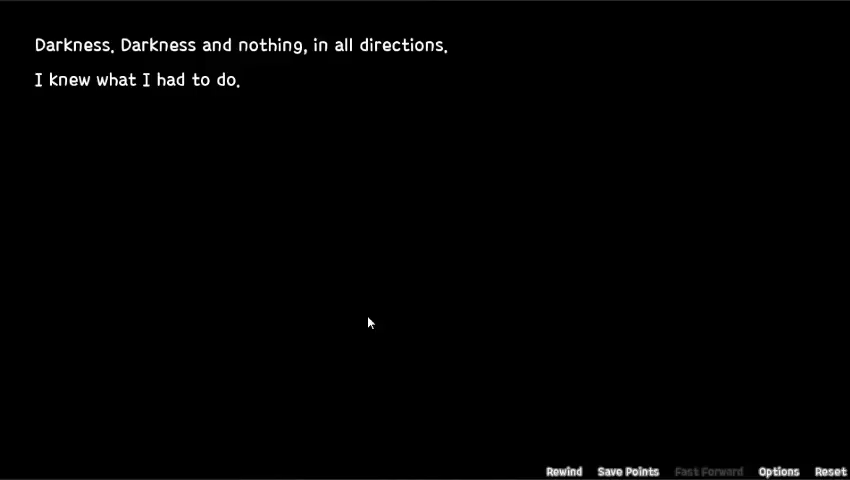 Darkness. Darkness and nothing, in all directions.
I knew what I had to do.
Rewind Save Points Fast Forward Options Reset